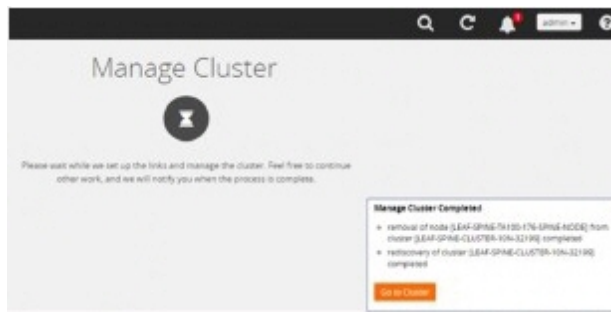 admin
Manage Cluster
Please wait while we set up the links and manage the cluster. Feel free to continue
other work, and we will notify you when the process is complete.
Manage Cluster Completed
removal of node [LEAF-SPINE-TA100-176-SPINE-NODE] from
cluster [LEAF-SPINE-CLUSTER-10N-32199] completed
rediscovery of cluster [LEAF-SPINE-CLUSTER-10N-32199]
completed
Go to Cluster